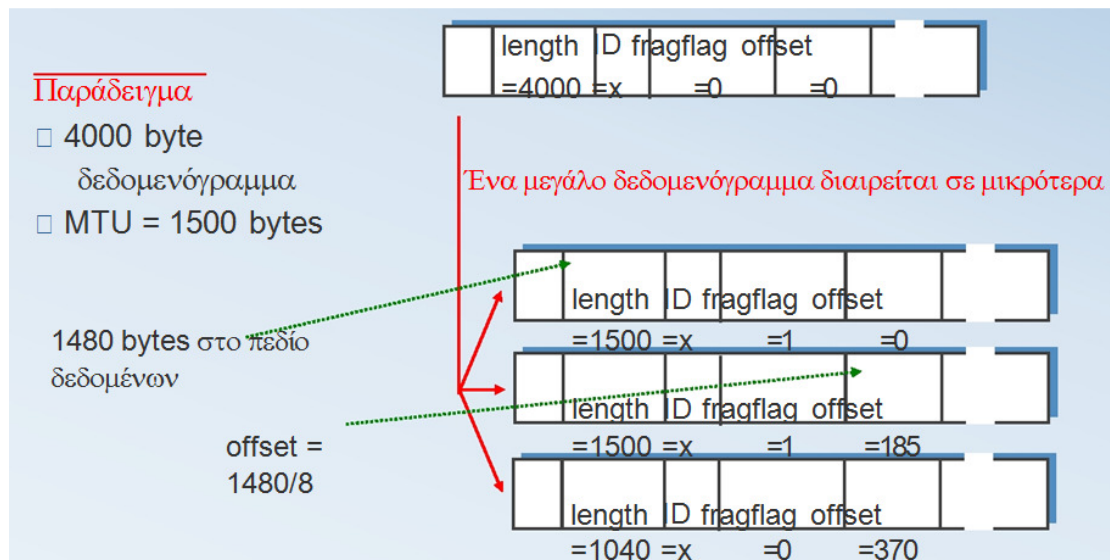 length ID fragflag offset
=4000 =x =0 =0
Παράδειγμα
4000 byte
δεδομενόγραμμα
MTU = 1500 bytes
Ένα μεγάλο δεδομενόγραμμα διαιρείται σε μικρότερα
length ID fragflag offset
=1500 =x =1 =0
1480 bytes στο πεδίο
δεδομένων
length ID fragflag offset
=1500 =x =1 =185
offset =
1480/8
length ID fragflag offset
=1040 =x =0 =370